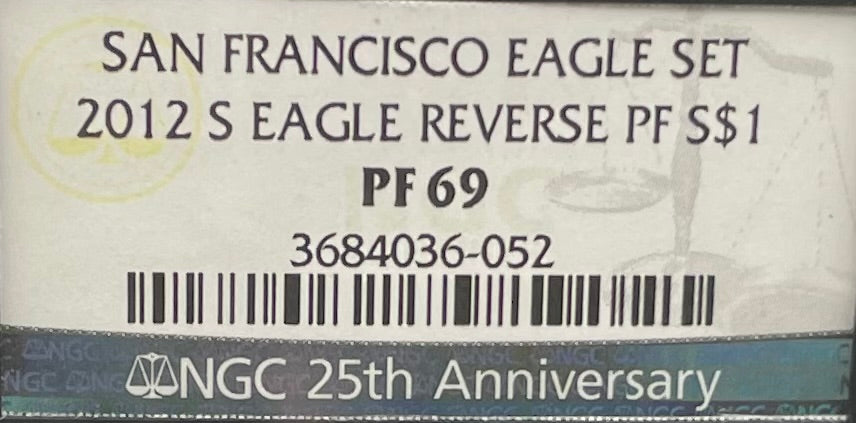 SAN FRANCISCO EAGLE SET
2012 S EAGLE REVERSE PF S$1
PF 69
3684036-052
NGC 25th Anniversary